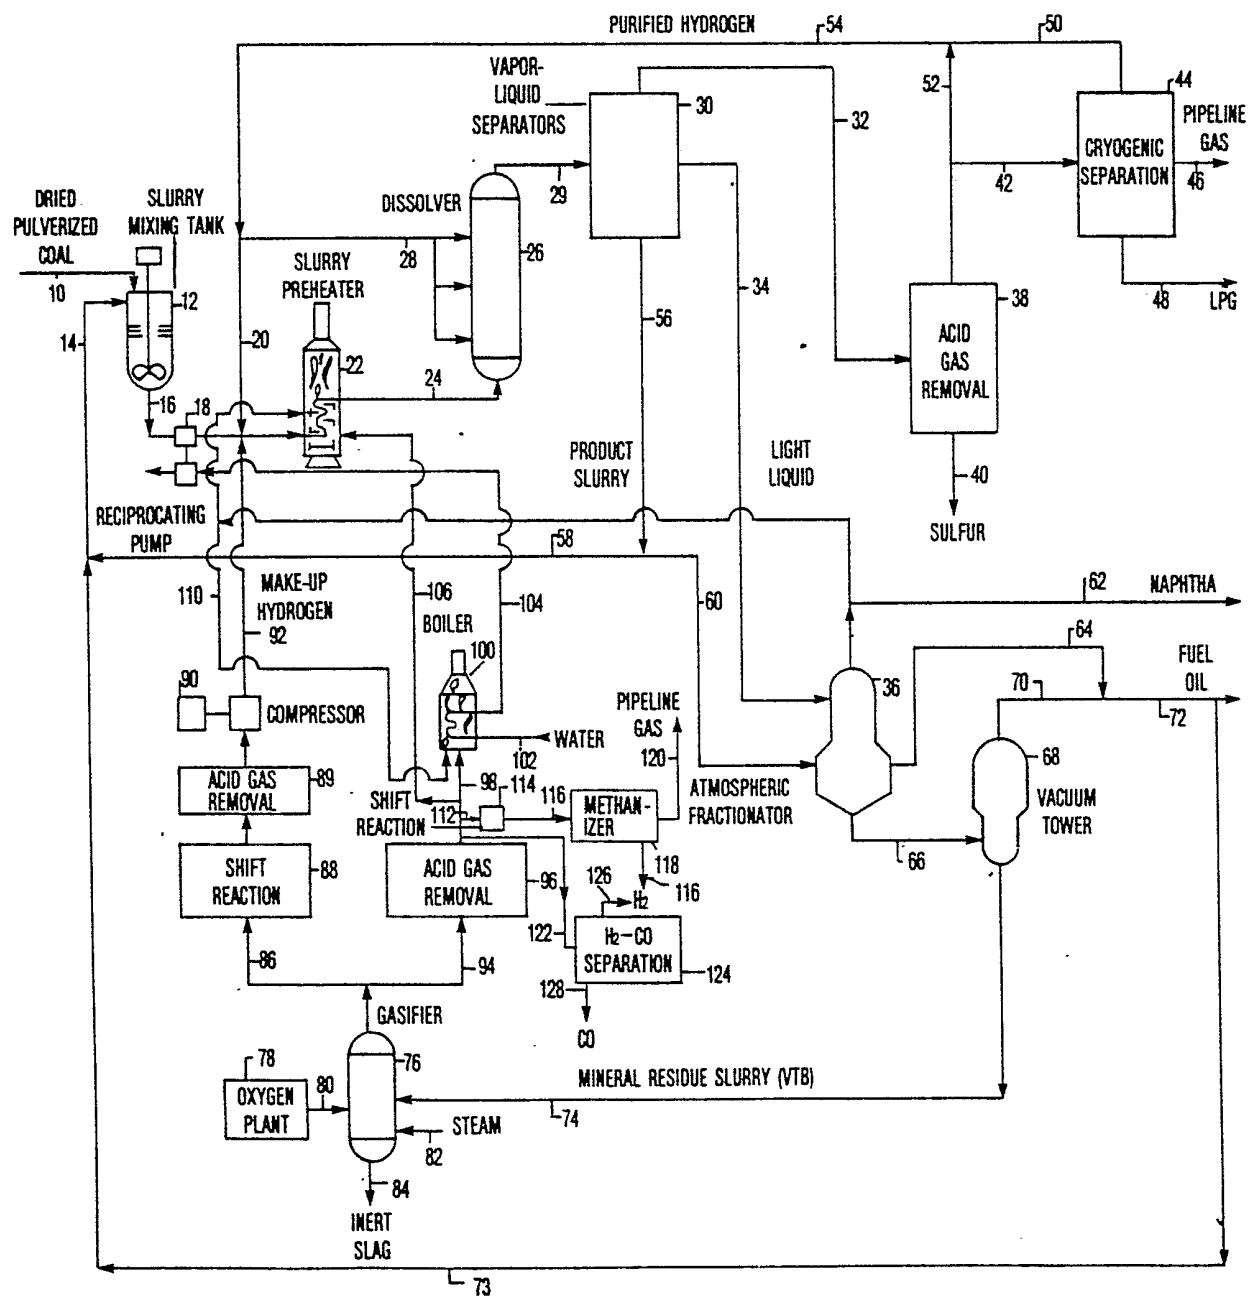 PURIFIED HYDROGEN
54
50
VAPOR-
LIQUID
SEPARATORS
30
52
44
PIPELINE
GAS
32
CRYOGENIC
SEPARATION
29
42
46
DRIED
PULVERIZED
COAL
SLURRY
MIXING TANK
DISSOLVER
28
26
SLURRY
PREHEATER
10
12
34
38
48
LPG
14
20
22
56
ACID
GAS
REMOVAL
24
16
18
PRODUCT
SLURRY
LIGHT
LIQUID
40
SULFUR
RECIPROCATING
PUMP
58
110
MAKE-UP
HYDROGEN
106
104
60
62
NAPHTHA
92
BOILER
100
64
36
70
FUEL
OIL
72
90
COMPRESSOR
PIPELINE
GAS
WATER
102
120
68
89
ACID GAS
REMOVAL
98
114
SHIFT
REACTION
112
116
METHAN-
IZER
ATMOSPHERIC
FRACTIONATOR
VACUUM
TOWER
118
66
SHIFT
REACTION
88
ACID GAS
REMOVAL
96
126
H2
116
122
H2-CO
SEPARATION
124
86
94
128
CO
GASIFIER
78
76
OXYGEN
PLANT
80
MINERAL RESIDUE SLURRY (VTB)
74
STEAM
82
84
INERT
SLAG
73